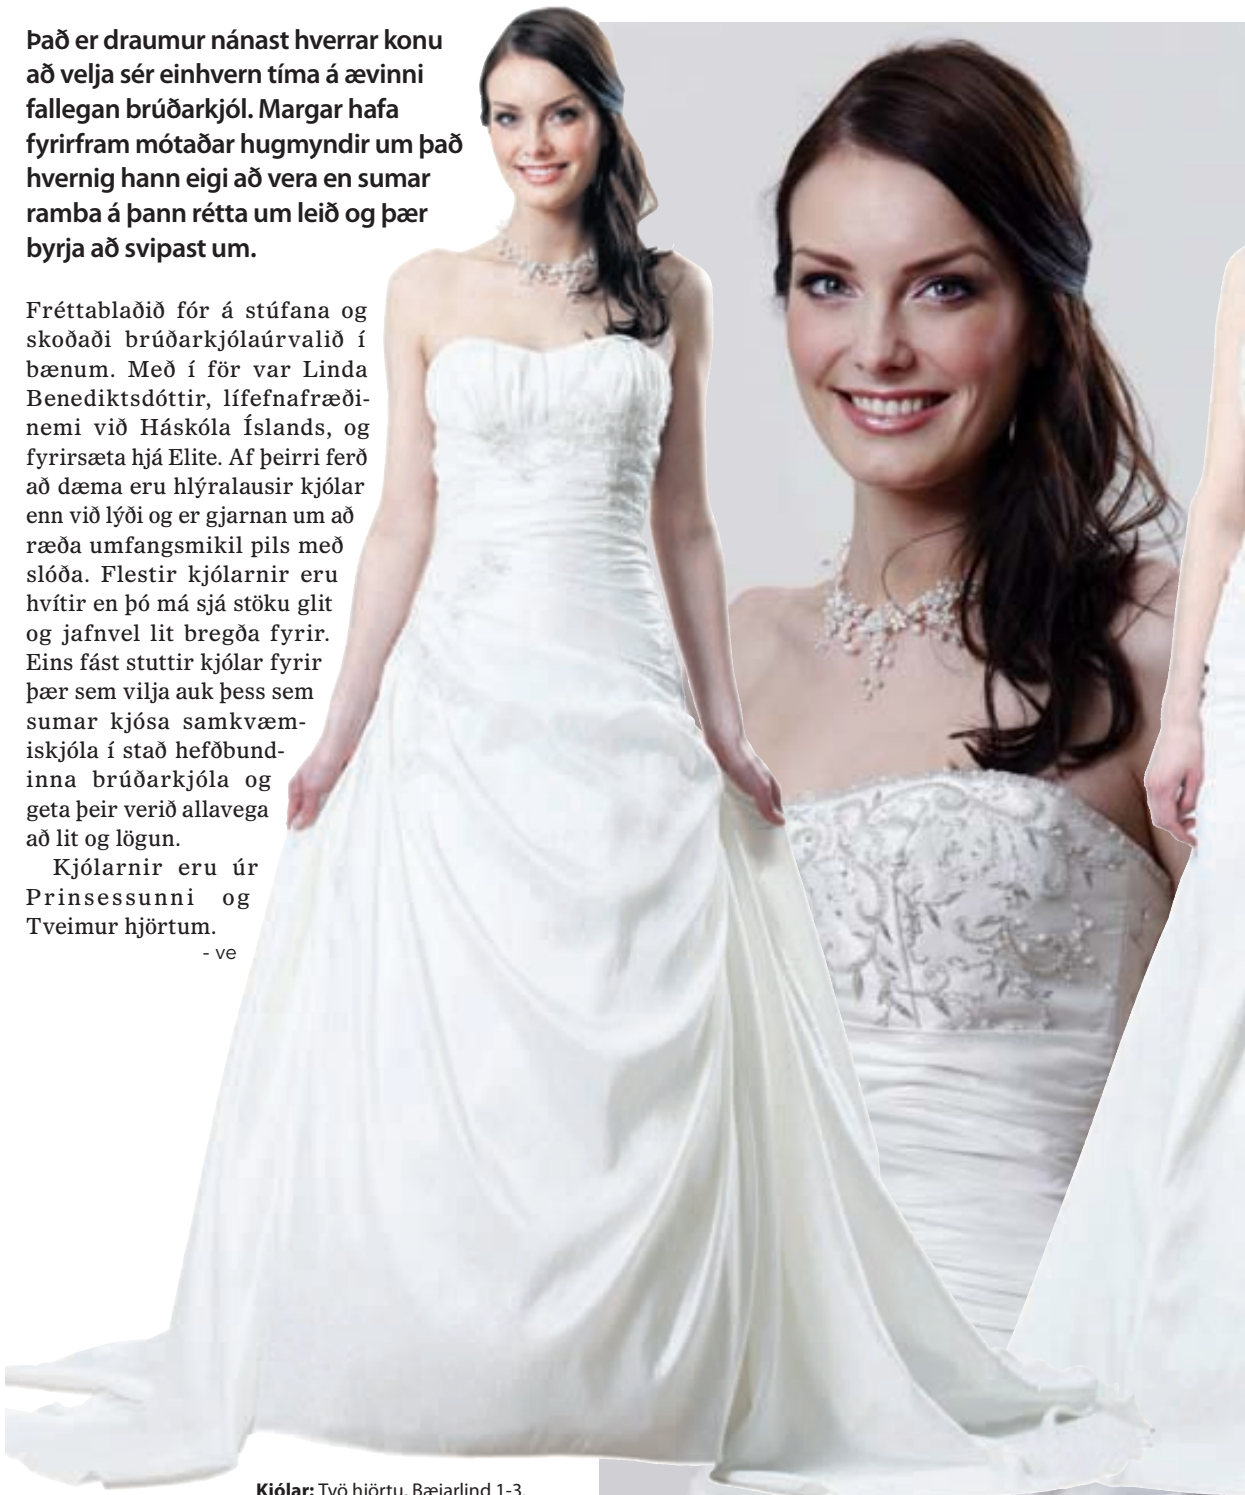 Það er draumur nánast hverrar konu
að velja sér einhvern tíma á ævinni
fallegan brúðarkjól. Margar hafa
fyrirfram mótaðar hugmyndir um það
hvernig hann eigi að vera en sumar
ramba á þann rétta um leið og þær
byrja að svipast um.
Fréttablaðið fór á stúfana og
skoðaði brúðarkjólaúrvalið í
bænum. Með í för var Linda
Benediktsdóttir, lífefnafræði-
nemi við Háskóla Íslands, og
fyrirsæta hjá Elite. Af þeirri ferð
að dæma eru hlýralausir kjólar
enn við lýði og er gjarnan um að
ræða umfangsmikil pils með
slóða. Flestir kjólarnir eru
hvítir en þó má sjá stöku glit
og jafnvel lit bregða fyrir.
Eins fást stuttir kjólar fyrir
þær sem vilja auk þess sem
sumar kjósa samkvæm-
iskjóla í stað hefðbund-
inna brúðarkjóla og
geta þeir verið allavega
að lit og lögun.
Kjólarnir eru úr
Prinsessunni og
Tveimur hjörtum.
- ve
Kjólar: Tvö hjörtu, Bæjarlind 1-3.